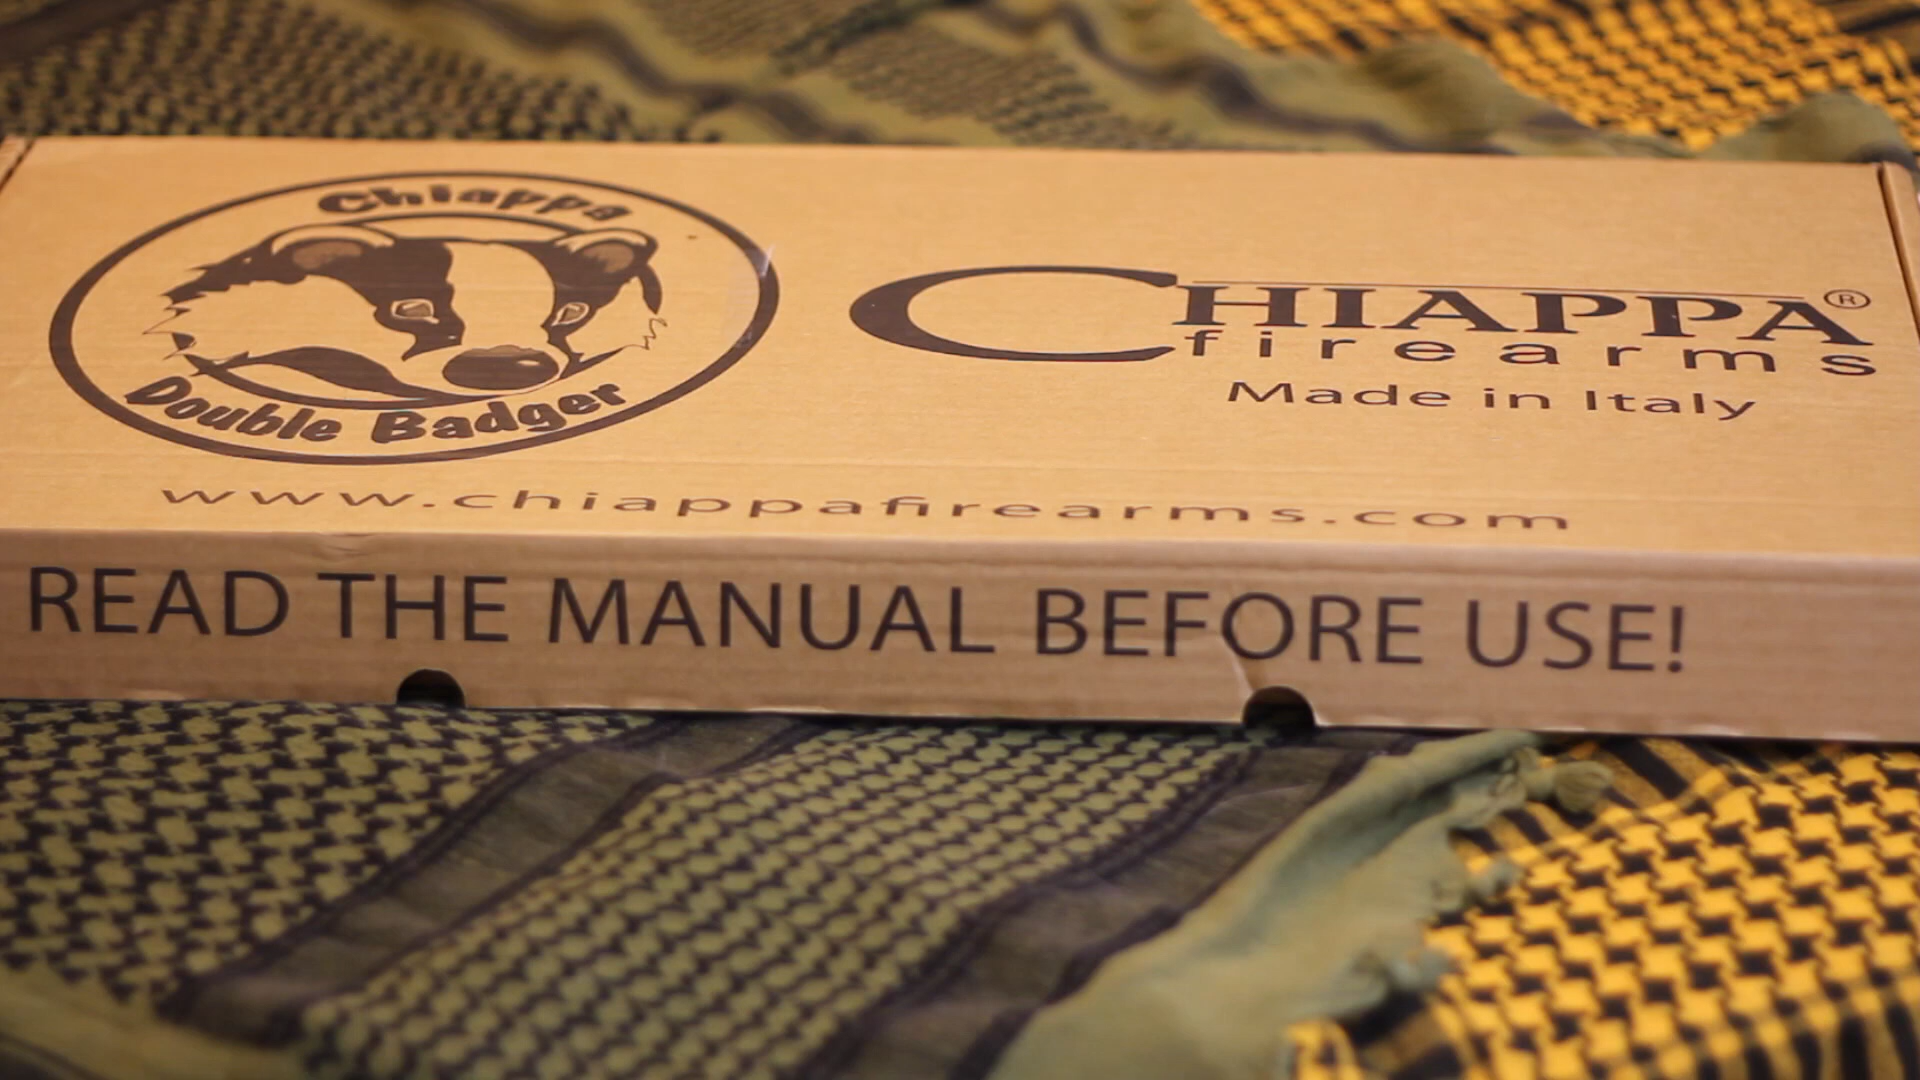 Chiappa
Double Badger
CHIAPPA®
firearms
Made in Italy
www.chiappafirearms.com
READ THE MANUAL BEFORE USE!